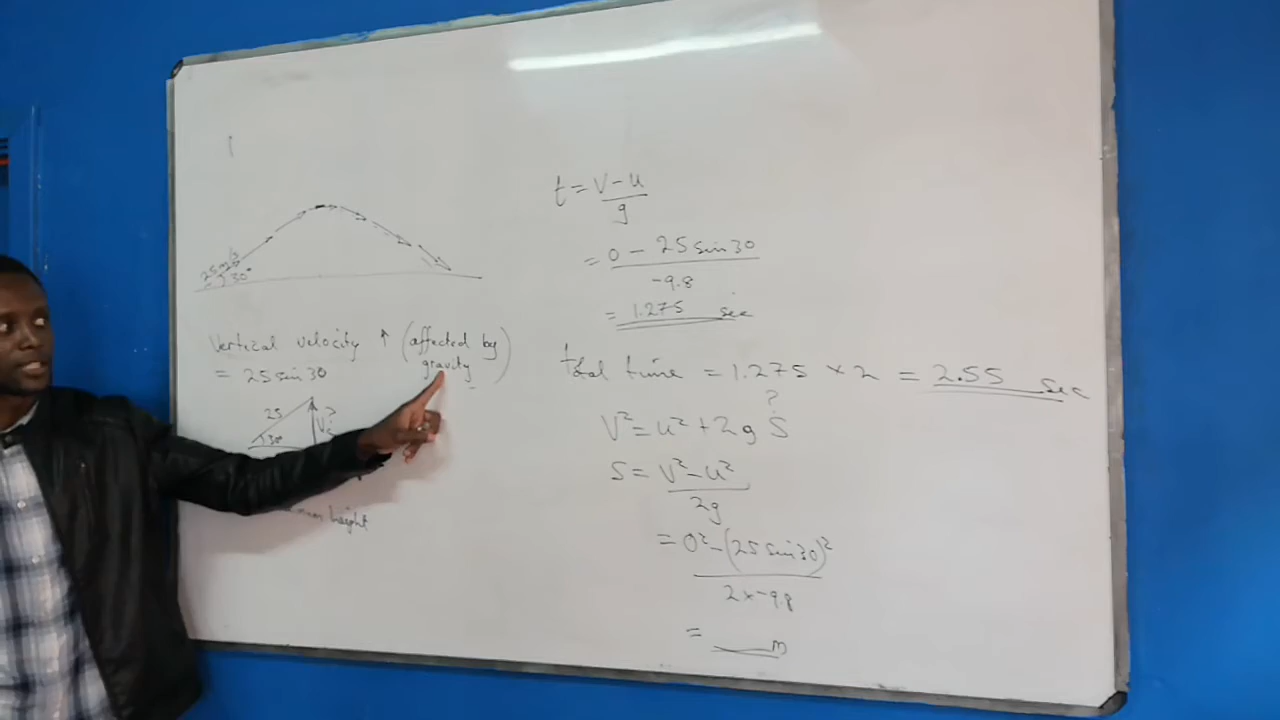 25 m/s
30°
Vertical velocity ↑ (affected by
gravity)
= 25 sin 30
25
30°
V?
height
t = V - u / g
= 0 - 25 sin 30 / -9.8
= 1.275 sec
total time = 1.275 × 2 = 2.55 sec
?
V² = u² + 2g S
S = V² - u² / 2g
= 0² - (25 sin 30)² / 2 x -9.8
= ___ m